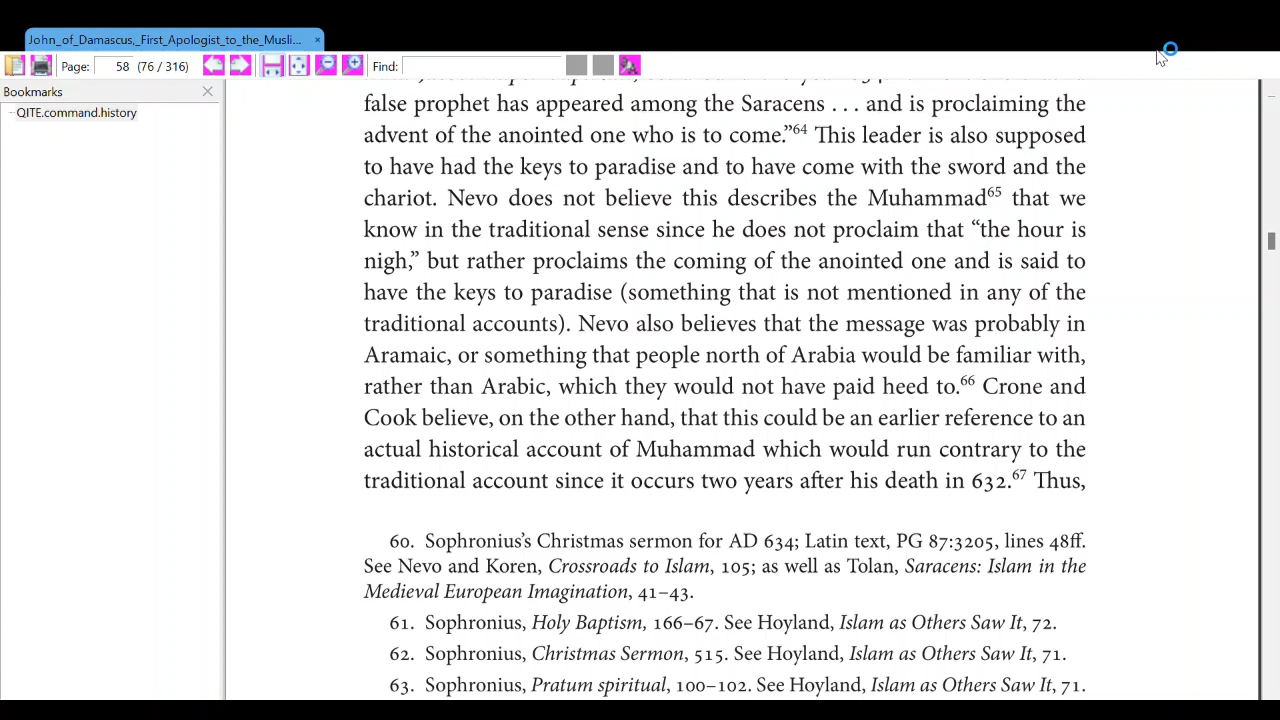 John_of_Damascus,_First_Apologist_to_the_Musli...
Page: 58 (76 / 316) Find:
Bookmarks
QITE.command.history
false prophet has appeared among the Saracens . . . and is proclaiming the
advent of the anointed one who is to come.”64 This leader is also supposed
to have had the keys to paradise and to have come with the sword and the
chariot. Nevo does not believe this describes the Muhammad65 that we
know in the traditional sense since he does not proclaim that “the hour is
nigh,” but rather proclaims the coming of the anointed one and is said to
have the keys to paradise (something that is not mentioned in any of the
traditional accounts). Nevo also believes that the message was probably in
Aramaic, or something that people north of Arabia would be familiar with,
rather than Arabic, which they would not have paid heed to.66 Crone and
Cook believe, on the other hand, that this could be an earlier reference to an
actual historical account of Muhammad which would run contrary to the
traditional account since it occurs two years after his death in 632.67 Thus,
60. Sophronius’s Christmas sermon for AD 634; Latin text, PG 87:3205, lines 48ff.
See Nevo and Koren, Crossroads to Islam, 105; as well as Tolan, Saracens: Islam in the
Medieval European Imagination, 41–43.
61. Sophronius, Holy Baptism, 166–67. See Hoyland, Islam as Others Saw It, 72.
62. Sophronius, Christmas Sermon, 515. See Hoyland, Islam as Others Saw It, 71.
63. Sophronius, Pratum spiritual, 100–102. See Hoyland, Islam as Others Saw It, 71.